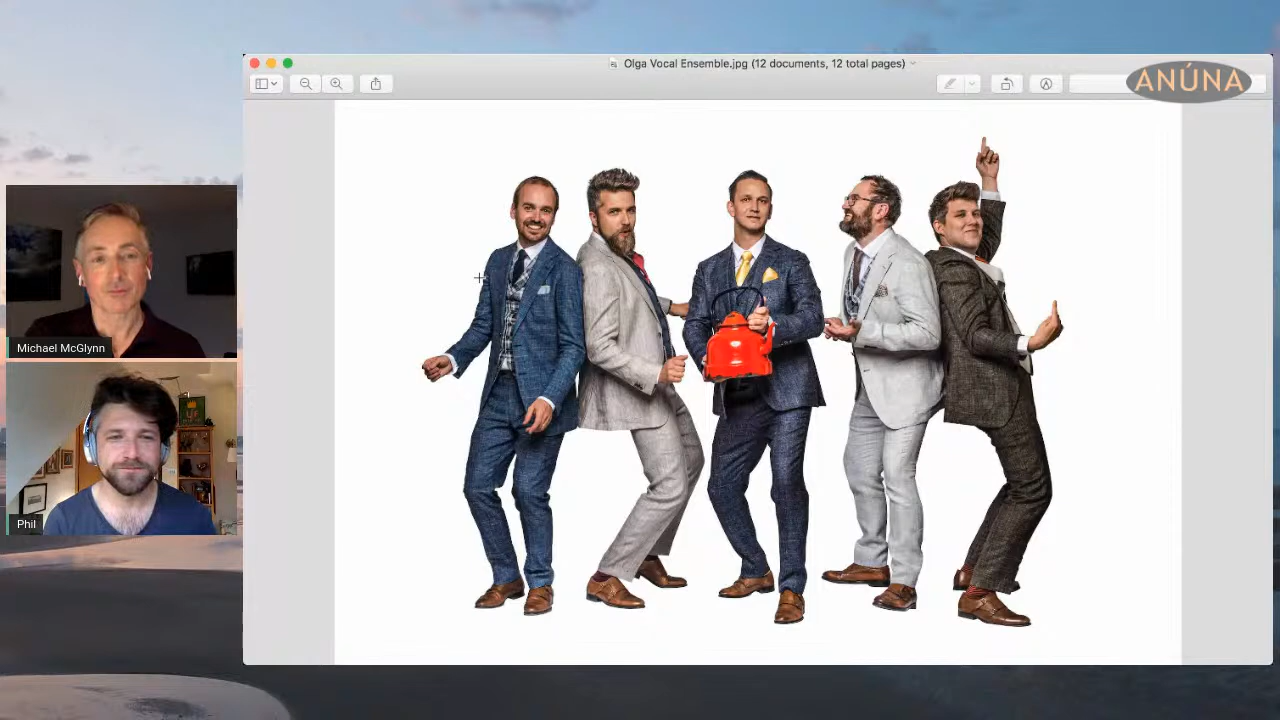 Olga Vocal Ensemble.jpg (12 documents, 12 total pages)
ANÚNA
Michael McGlynn
Phil